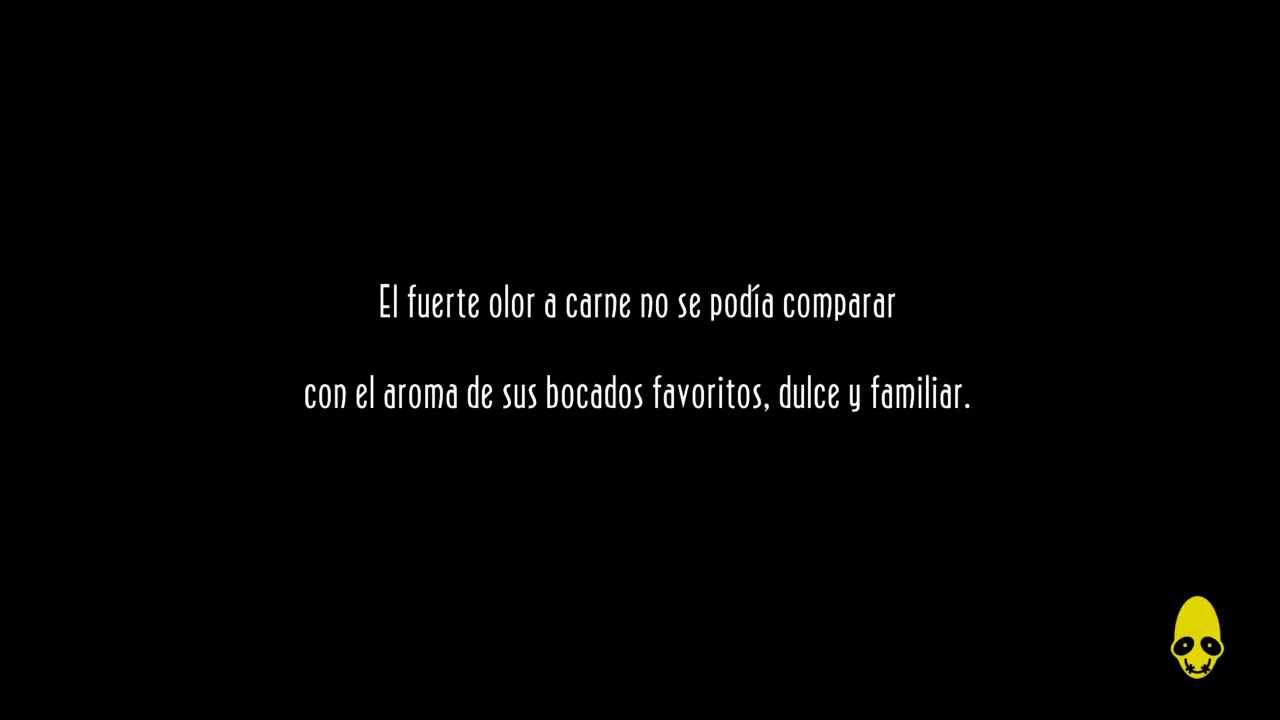 El fuerte olor a carne no se podía comparar
con el aroma de sus bocados favoritos, dulce y familiar.